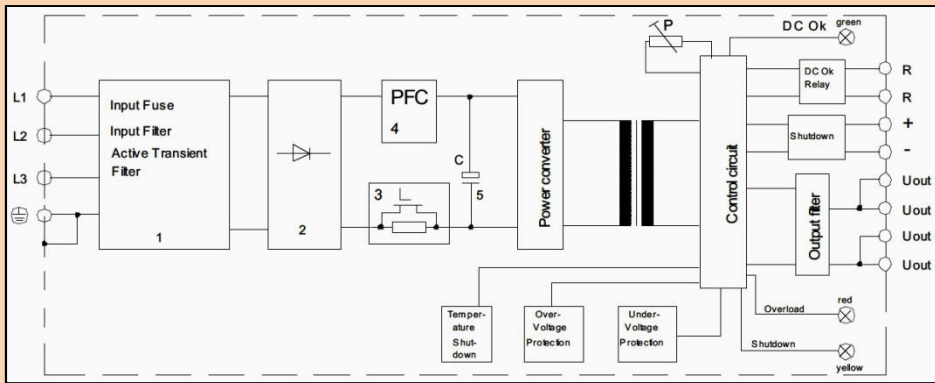 P
DC Ok
green
L1
L2
L3
Input Fuse
Input Filter
Active Transient
Filter
1
2
PFC
4
3
C
5
Power converter
Control circuit
DC Ok
Relay
R
R
Shutdown
+
-
Output filter
Uout
Uout
Uout
Uout
Temper-
ature
Shut-
down
Over-
Voltage
Protection
Under-
Voltage
Protection
Overload
red
Shutdown
yellow